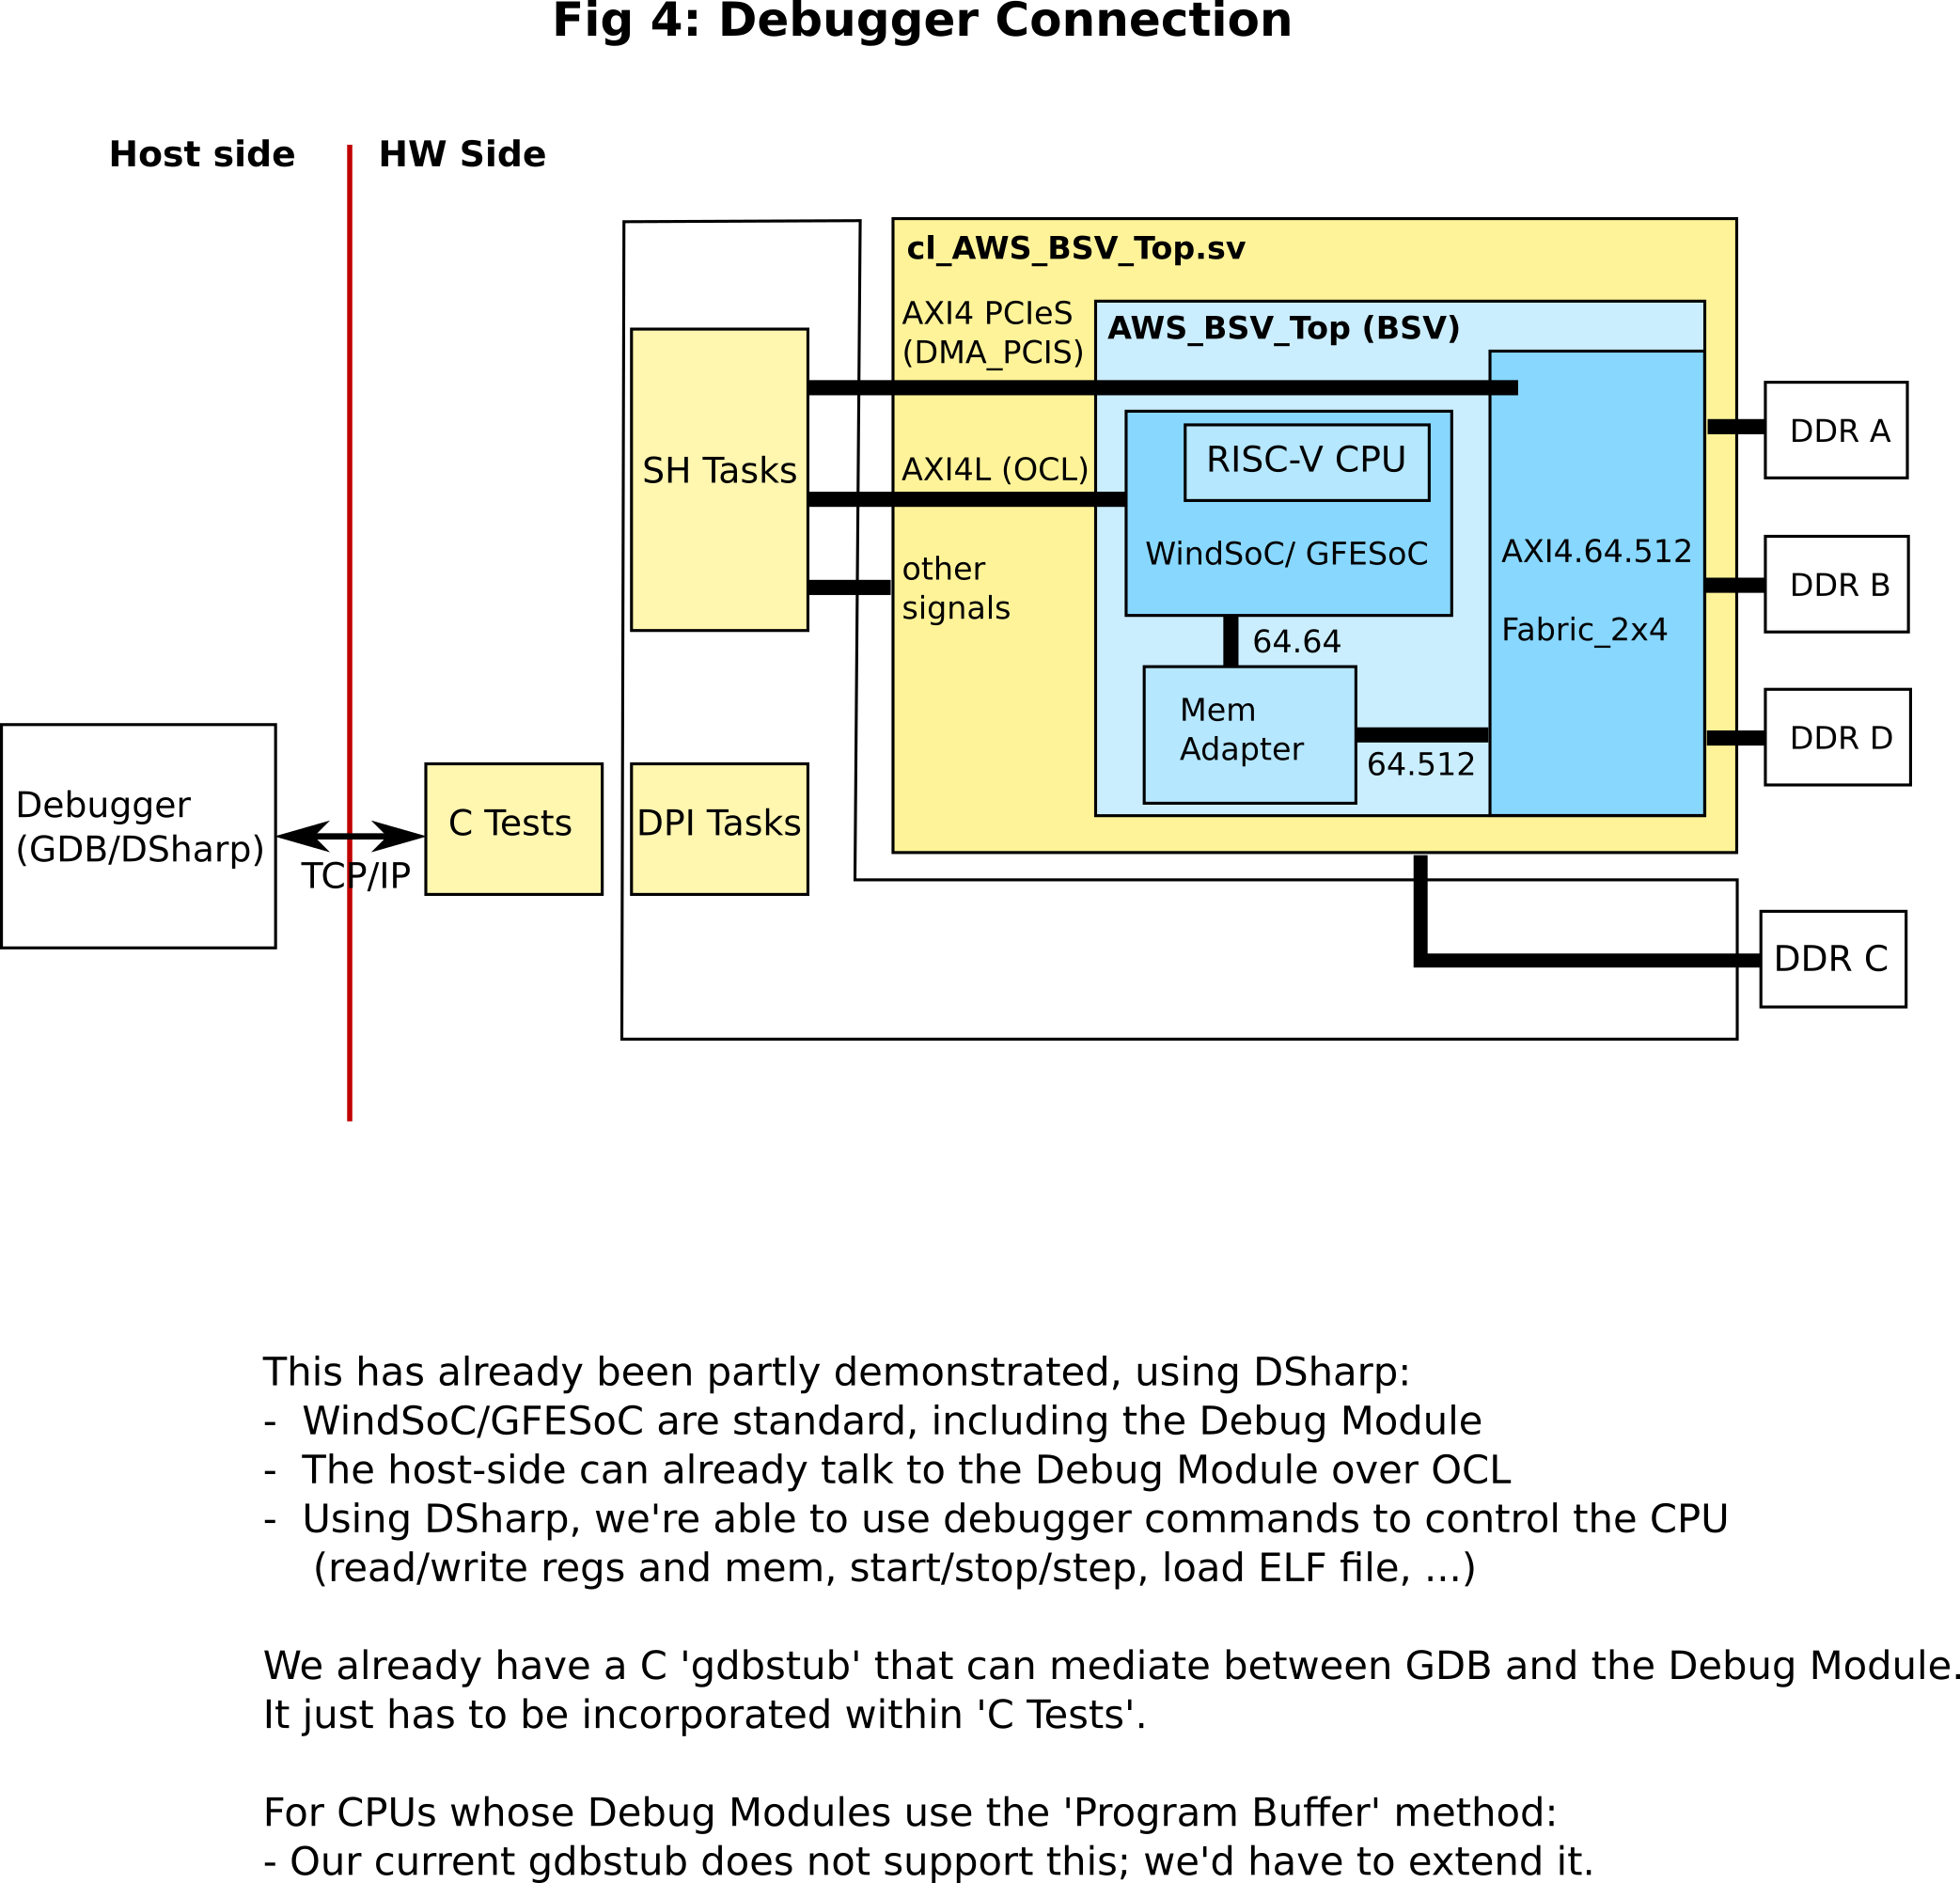 Fig 4: Debugger Connection
Host side
HW Side
cl_AWS_BSV_Top.sv
AXI4 PCIeS
(DMA_PCIS)
AWS_BSV_Top (BSV)
SH Tasks
AXI4L (OCL)
RISC-V CPU
WindSoC/ GFESoC
other
signals
AXI4.64.512
Fabric_2x4
DDR A
DDR B
DDR D
64.64
Mem
Adapter
64.512
Debugger
(GDB/DSharp)
TCP/IP
C Tests
DPI Tasks
DDR C
This has already been partly demonstrated, using DSharp:
- WindSoC/GFESoC are standard, including the Debug Module
- The host-side can already talk to the Debug Module over OCL
- Using DSharp, we're able to use debugger commands to control the CPU
(read/write regs and mem, start/stop/step, load ELF file, ...)
We already have a C 'gdbstub' that can mediate between GDB and the Debug Module.
It just has to be incorporated within 'C Tests'.
For CPUs whose Debug Modules use the 'Program Buffer' method:
- Our current gdbstub does not support this; we'd have to extend it.